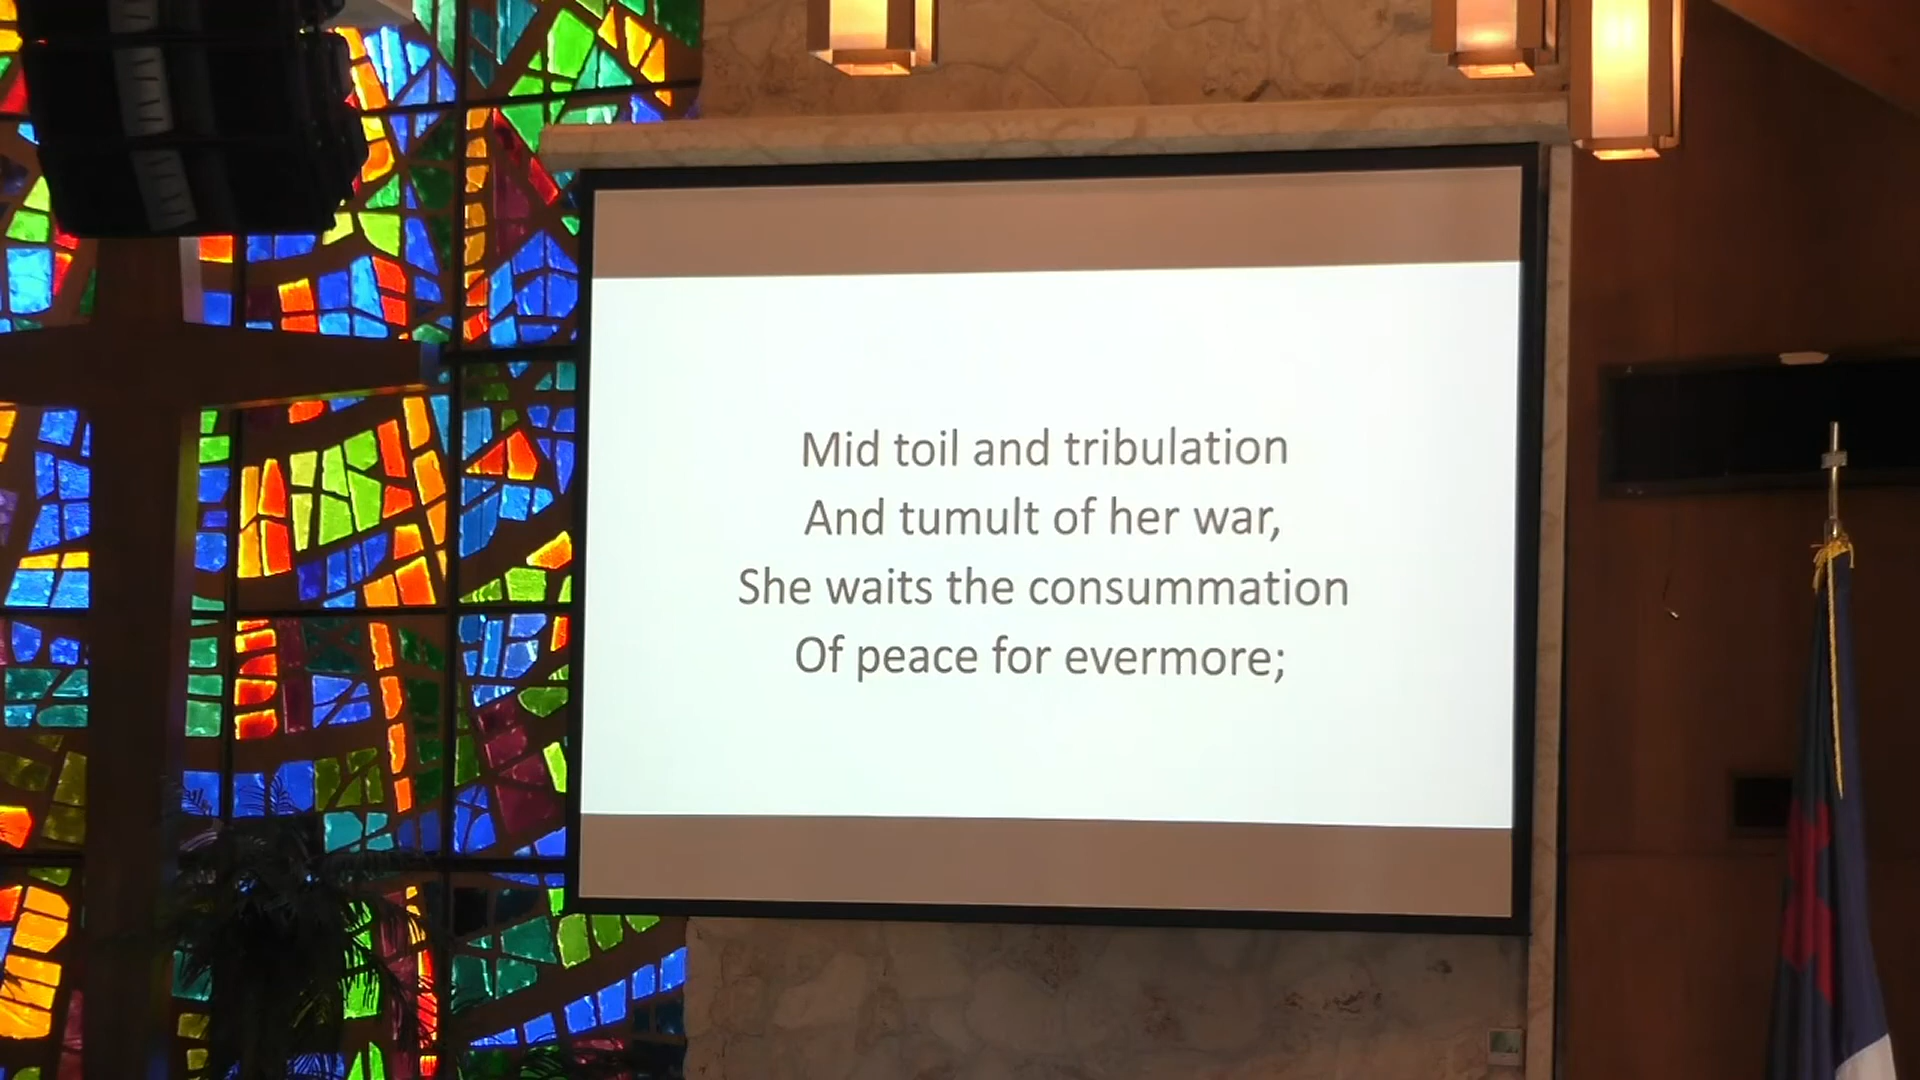 Mid toil and tribulation
And tumult of her war,
She waits the consummation
Of peace for evermore;